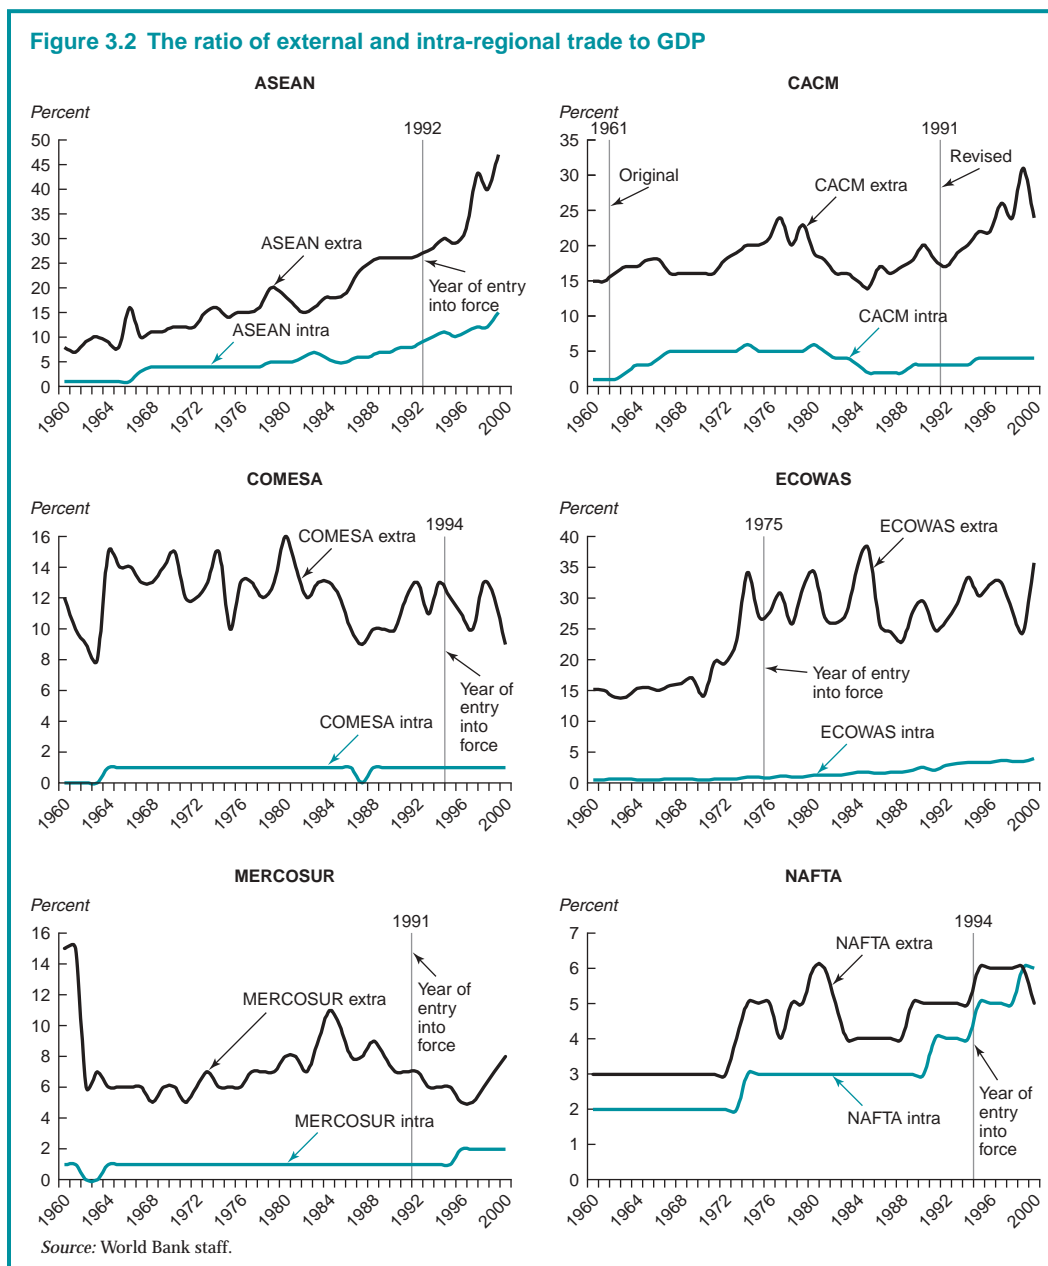 Figure 3.2 The ratio of external and intra-regional trade to GDP
ASEAN
Percent
1992
50
45
40
35
30
25
20
15
10
5
0
ASEAN extra
Year of entry
into force
ASEAN intra
1960
1964
1968
1972
1976
1980
1984
1988
1992
1996
2000
CACM
Percent
1961
1991
35
30
25
20
15
10
5
0
Original
Revised
CACM extra
CACM intra
1960
1964
1968
1972
1976
1980
1984
1988
1992
1996
2000
COMESA
Percent
1994
16
14
12
10
8
6
4
2
0
COMESA extra
Year of
entry
into
force
COMESA intra
1960
1964
1968
1972
1976
1980
1984
1988
1992
1996
2000
ECOWAS
Percent
1975
40
35
30
25
20
15
10
5
0
ECOWAS extra
Year of entry
into force
ECOWAS intra
1960
1964
1968
1972
1976
1980
1984
1988
1992
1996
2000
MERCOSUR
Percent
1991
16
14
12
10
8
6
4
2
0
Year of
entry
into
force
MERCOSUR extra
MERCOSUR intra
1960
1964
1968
1972
1976
1980
1984
1988
1992
1996
2000
NAFTA
Percent
1994
7
6
5
4
3
2
1
0
NAFTA extra
Year of
entry
into
force
NAFTA intra
1960
1964
1968
1972
1976
1980
1984
1988
1992
1996
2000
Source: World Bank staff.